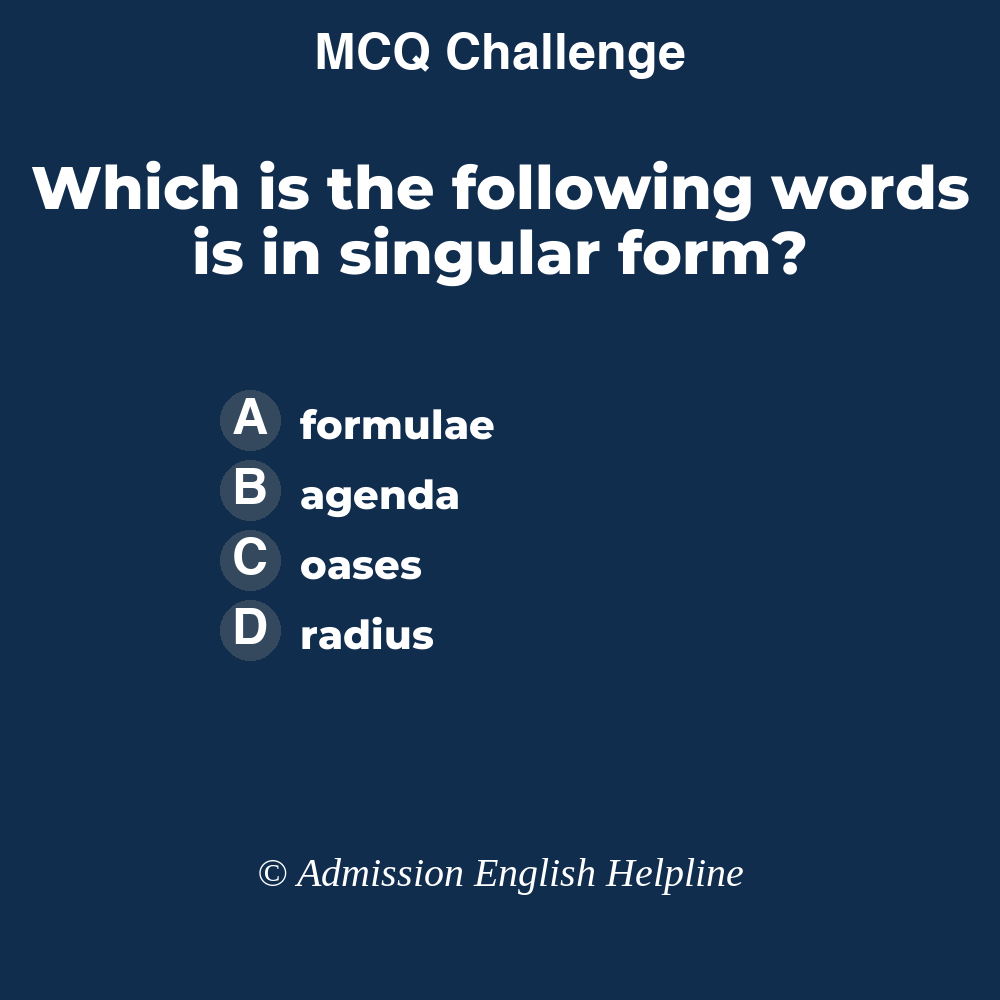 MCQ Challenge
Which is the following words
is in singular form?
A formulae
B agenda
C oases
D radius
© Admission English Helpline